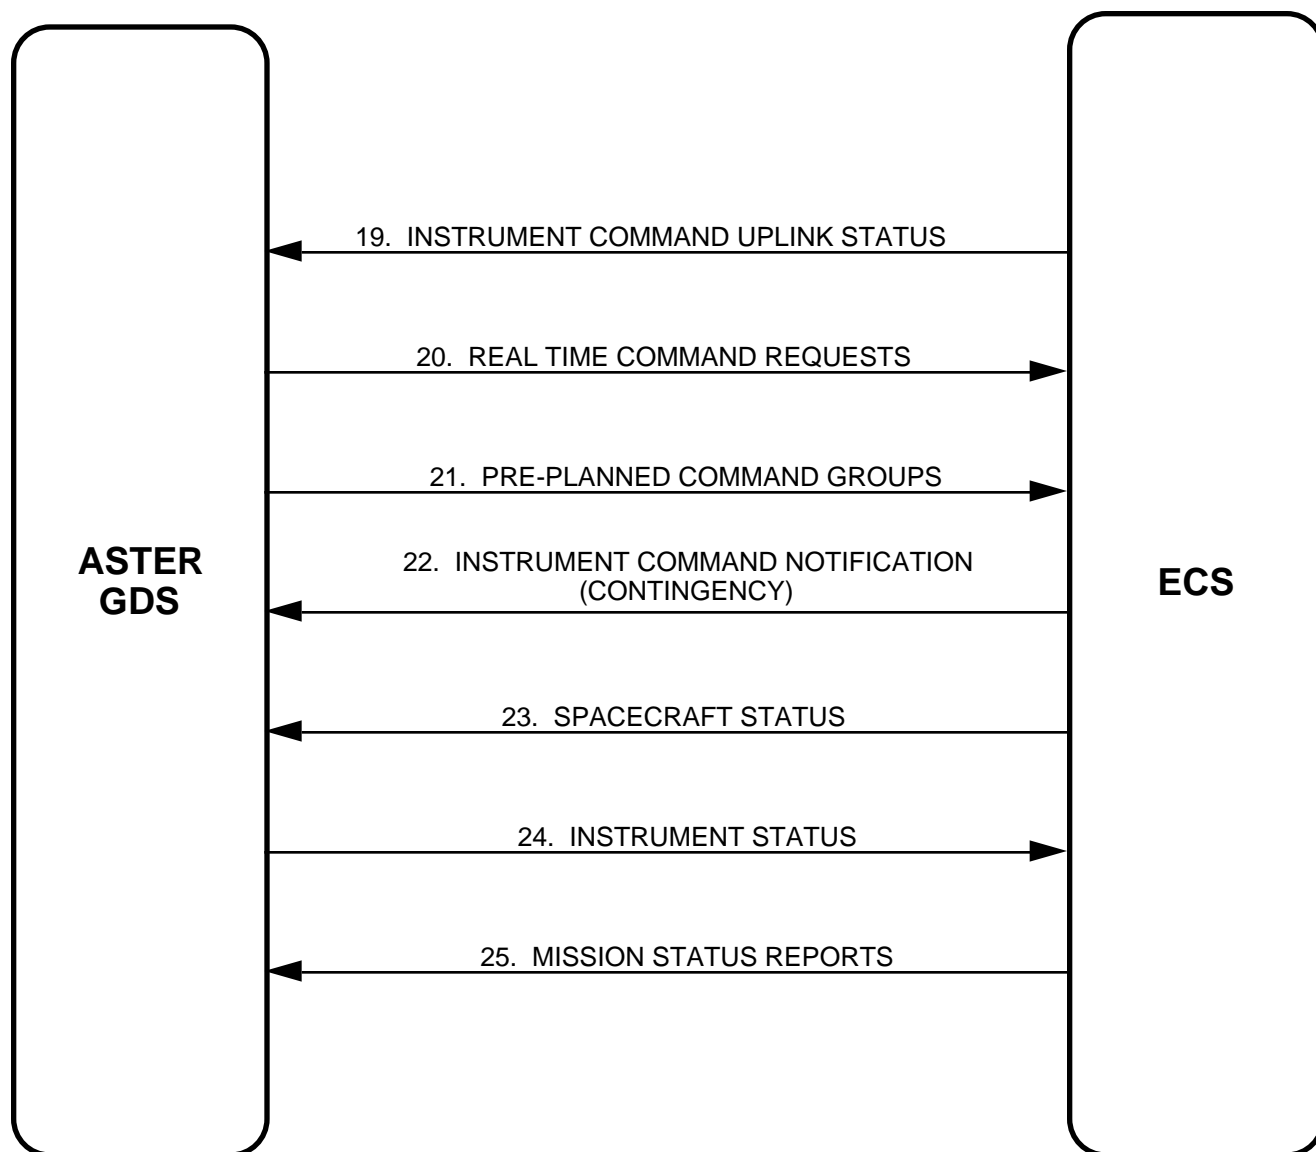 19. INSTRUMENT COMMAND UPLINK STATUS
20. REAL TIME COMMAND REQUESTS
21. PRE-PLANNED COMMAND GROUPS
22. INSTRUMENT COMMAND NOTIFICATION
(CONTINGENCY)
ASTER
GDS
ECS
23. SPACECRAFT STATUS
24. INSTRUMENT STATUS
25. MISSION STATUS REPORTS